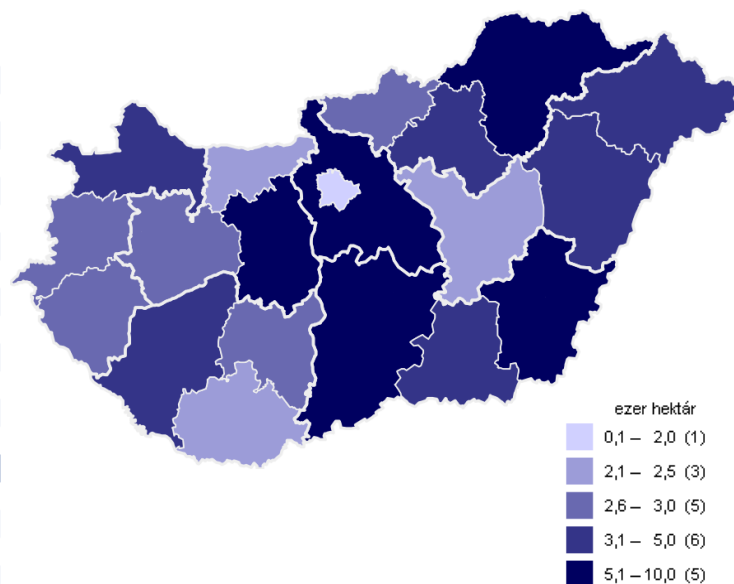 ezer hektár
0,1 – 2,0 (1)
2,1 – 2,5 (3)
2,6 – 3,0 (5)
3,1 – 5,0 (6)
5,1 – 10,0 (5)